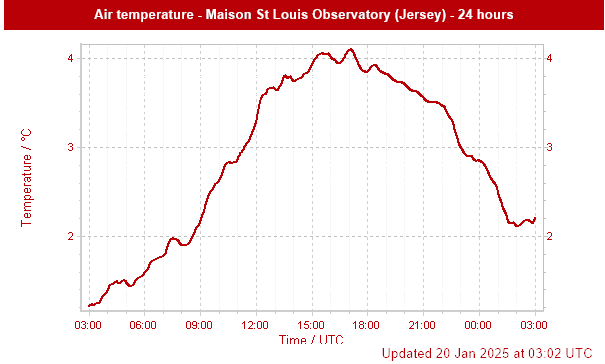 Air temperature - Maison St Louis Observatory (Jersey) - 24 hours
4 4
3 3
2 2
Temperature / °C
03:00 06:00 09:00 12:00 15:00 18:00 21:00 00:00 03:00
Time / UTC
Updated 20 Jan 2025 at 03:02 UTC